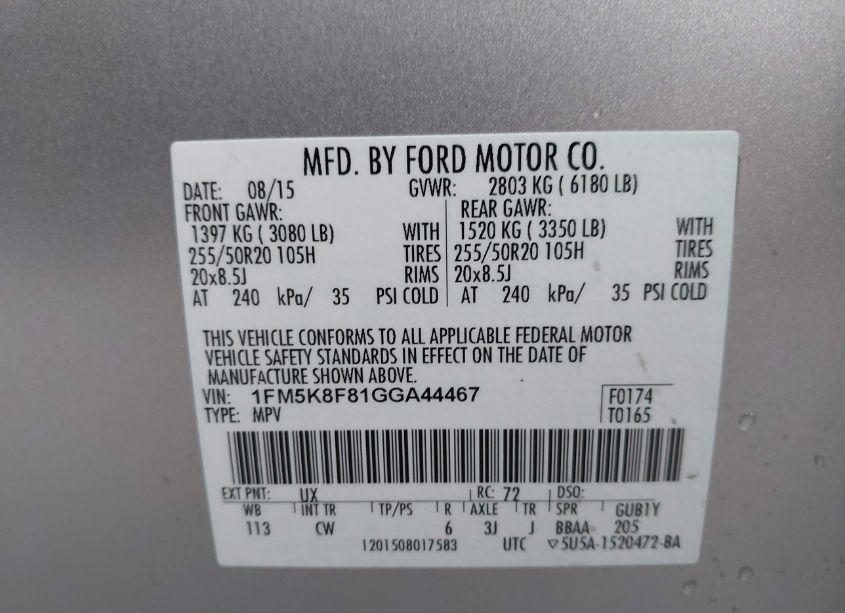 MFD. BY FORD MOTOR CO.
DATE: 08/15 GVWR: 2803 KG ( 6180 LB)
FRONT GAWR: REAR GAWR:
1397 KG ( 3080 LB) WITH 1520 KG ( 3350 LB) WITH
255/50R20 105H TIRES 255/50R20 105H TIRES
20x8.5J RIMS 20x8.5J RIMS
AT 240 kPa/ 35 PSI COLD AT 240 kPa/ 35 PSI COLD
THIS VEHICLE CONFORMS TO ALL APPLICABLE FEDERAL MOTOR
VEHICLE SAFETY STANDARDS IN EFFECT ON THE DATE OF
MANUFACTURE SHOWN ABOVE.
VIN: 1FM5K8F81GGA44467 F0174
TYPE: MPV T0165
EXT PNT: UX RC: 72 DSO:
WB INT TR TP/PS R AXLE TR SPR GUB1Y
113 CW 6 3J J BBAA 205
1201508017583 UTC ▽5U5A-1520472-BA